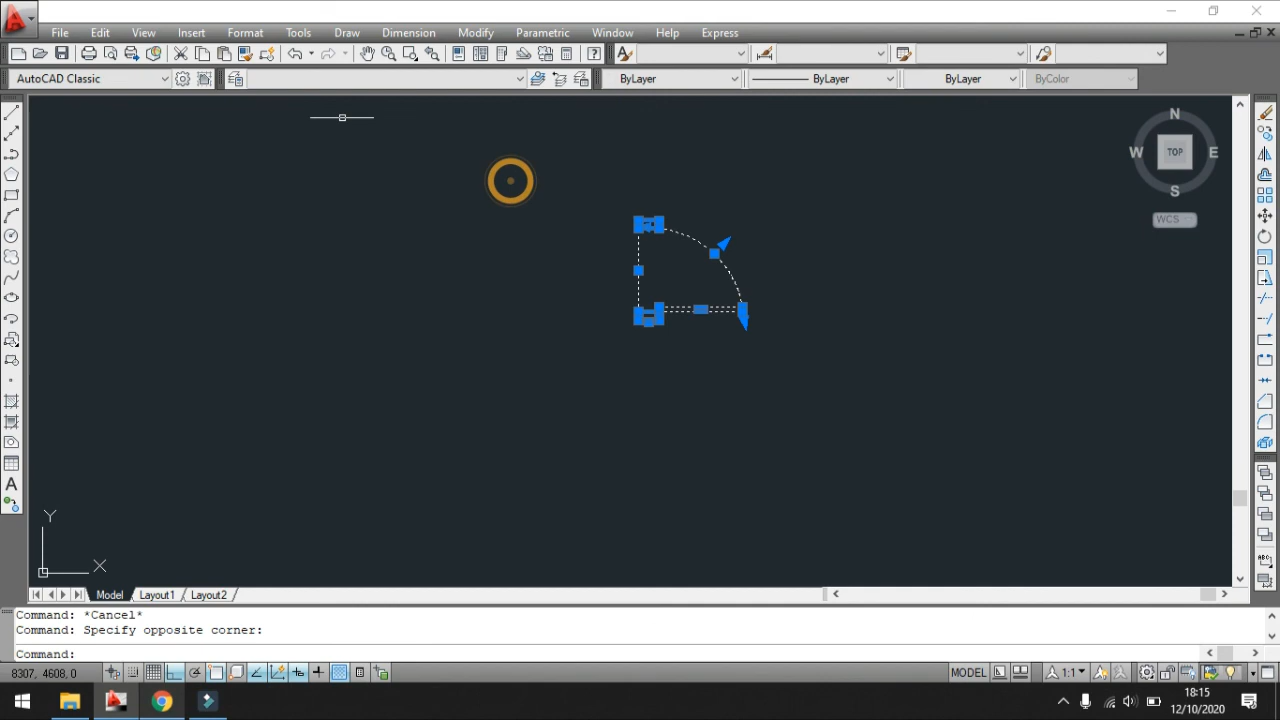 File Edit View Insert Format Tools Draw Dimension Modify Parametric Window Help Express
AutoCAD Classic ByLayer ByLayer ByLayer ByColor
N
W TOP E
S
WCS
A
Y
X
Model Layout1 Layout2
Command: *Cancel*
Command: Specify opposite corner:
Command:
8307, 4608, 0 MODEL 1:1
18:15
12/10/2020